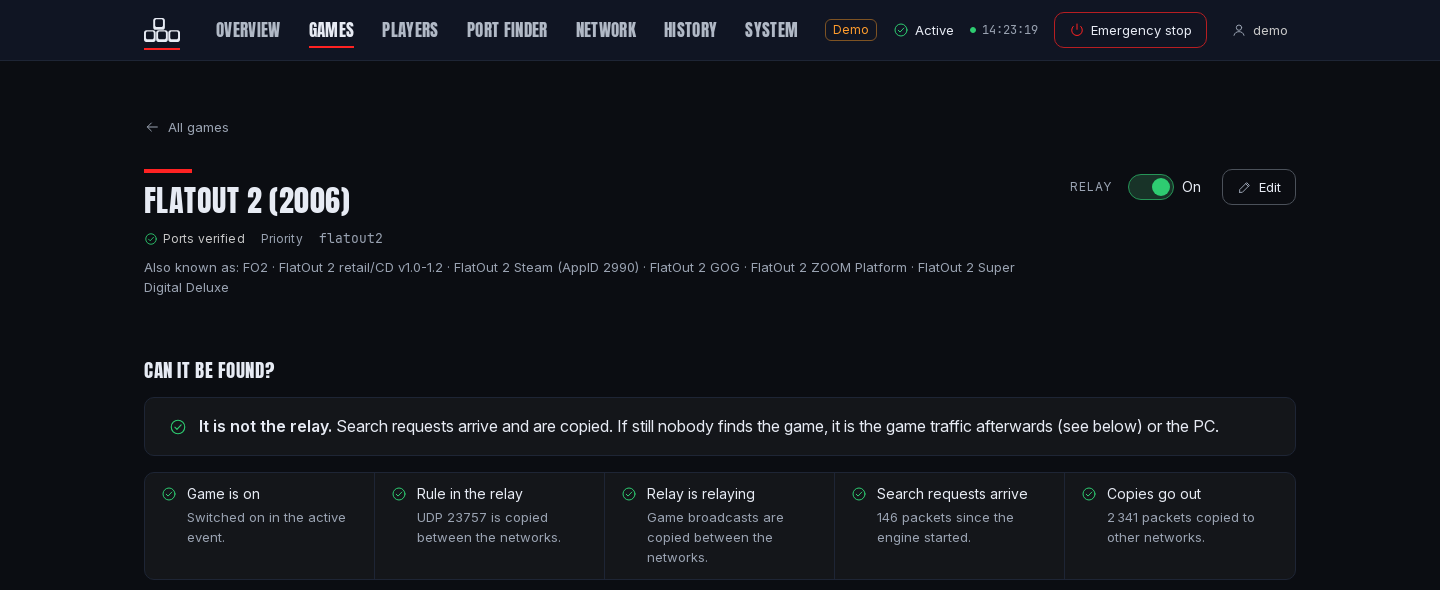 OVERVIEW GAMES PLAYERS PORT FINDER NETWORK HISTORY SYSTEM Demo Active 14:23:19 Emergency stop demo
All games
FLATOUT 2 (2006)
RELAY On Edit
Ports verified Priority flatout2
Also known as: FO2 · FlatOut 2 retail/CD v1.0-1.2 · FlatOut 2 Steam (AppID 2990) · FlatOut 2 GOG · FlatOut 2 ZOOM Platform · FlatOut 2 Super
Digital Deluxe
CAN IT BE FOUND?
It is not the relay. Search requests arrive and are copied. If still nobody finds the game, it is the game traffic afterwards (see below) or the PC.
Game is on
Switched on in the active
event.
Rule in the relay
UDP 23757 is copied
between the networks.
Relay is relaying
Game broadcasts are
copied between the
networks.
Search requests arrive
146 packets since the
engine started.
Copies go out
2 341 packets copied to
other networks.